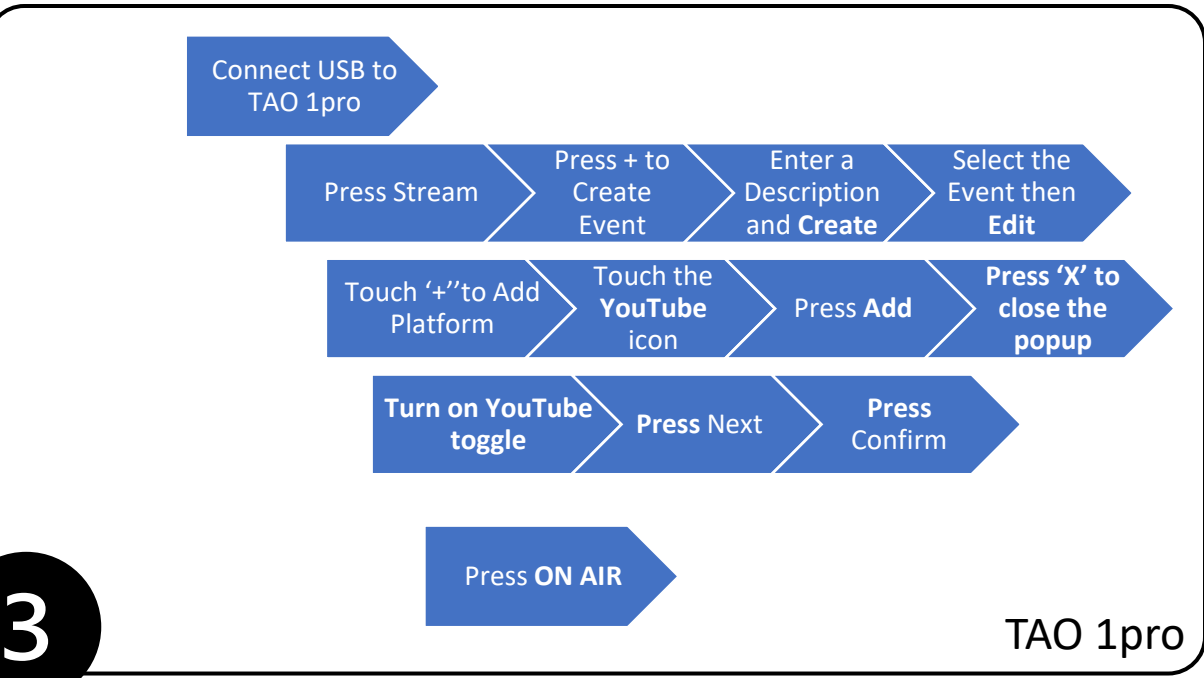 Connect USB to
TAO 1pro
Press Stream
Press + to
Create
Event
Enter a
Description
and Create
Select the
Event then
Edit
Touch ‘+’'to Add
Platform
Touch the
YouTube
icon
Press Add
Press ‘X’ to
close the
popup
Turn on YouTube
toggle
Press Next
Press
Confirm
Press ON AIR
3
TAO 1pro